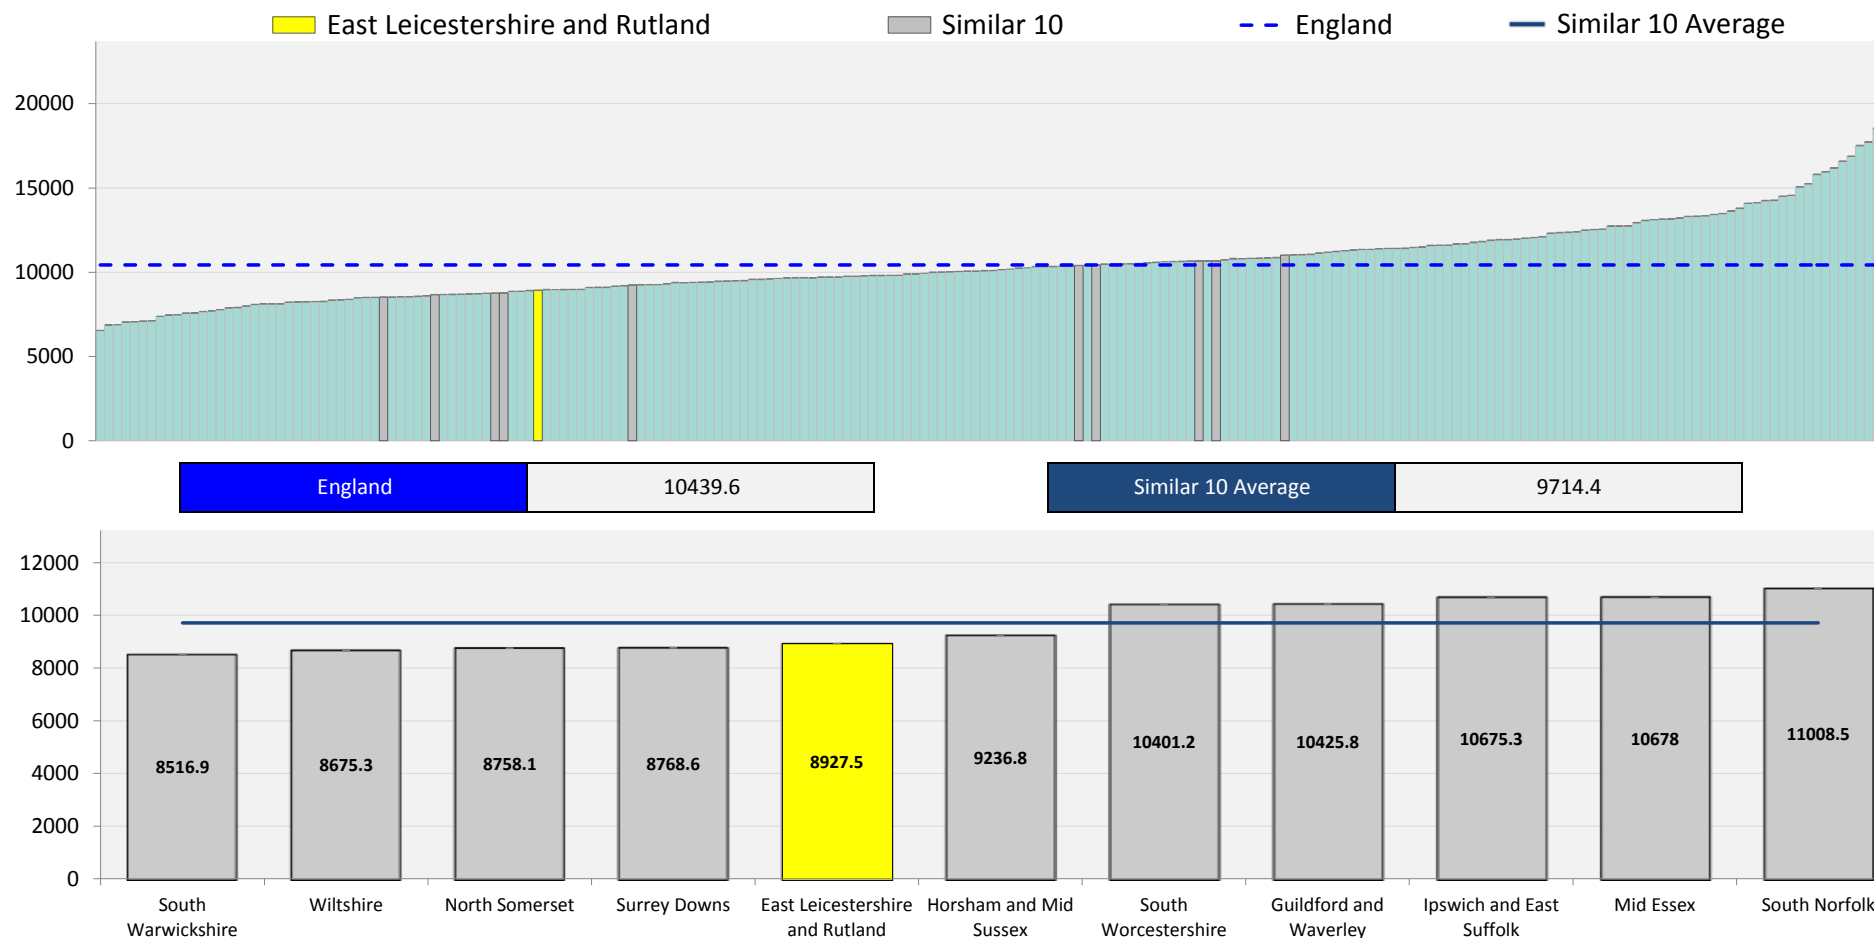 East Leicestershire and Rutland
Similar 10
England
Similar 10 Average
20000
15000
10000
5000
0
England
10439.6
Similar 10 Average
9714.4
12000
10000
8000
6000
4000
2000
0
8516.9
8675.3
8758.1
8768.6
8927.5
9236.8
10401.2
10425.8
10675.3
10678
11008.5
South
Warwickshire
Wiltshire
North Somerset
Surrey Downs
East Leicestershire
and Rutland
Horsham and Mid
Sussex
South
Worcestershire
Guildford and
Waverley
Ipswich and East
Suffolk
Mid Essex
South Norfolk